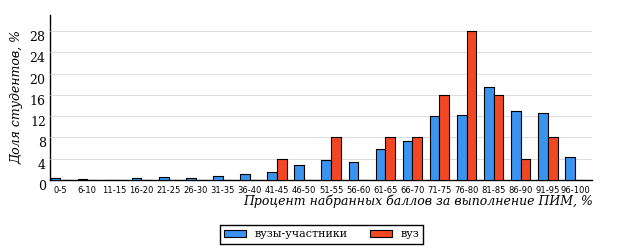 Доля студентов, %
28
24
20
16
12
8
4
0
0-5 6-10 11-15 16-20 21-25 26-30 31-35 36-40 41-45 46-50 51-55 56-60 61-65 66-70 71-75 76-80 81-85 86-90 91-95 96-100
Процент набранных баллов за выполнение ПИМ, %
вузы-участники вуз